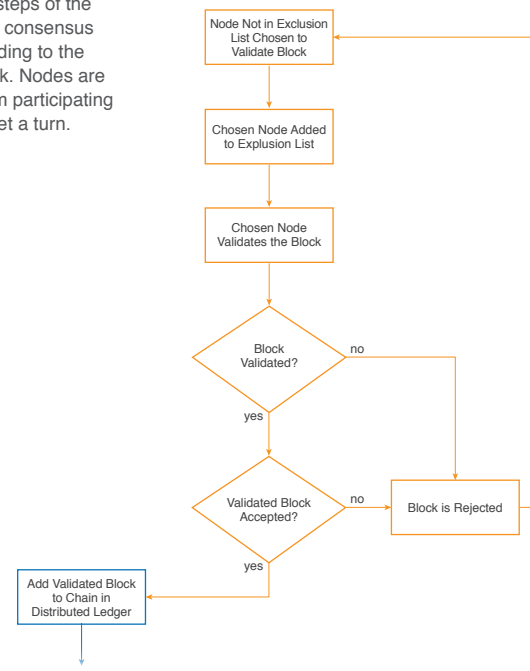 steps of the
consensus
ding to the
k. Nodes are
participating
et a turn.
Node Not in Exclusion
List Chosen to
Validate Block
Chosen Node Added
to Explusion List
Chosen Node
Validates the Block
Block
Validated?
no
yes
Validated Block
Accepted?
no
Block is Rejected
yes
Add Validated Block
to Chain in
Distributed Ledger